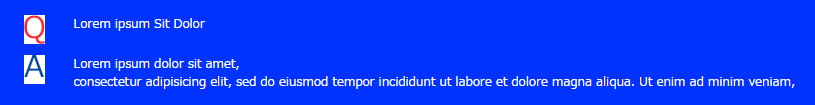 Q Lorem ipsum Sit Dolor
A Lorem ipsum dolor sit amet,
consectetur adipisicing elit, sed do eiusmod tempor incididunt ut labore et dolore magna aliqua. Ut enim ad minim veniam,